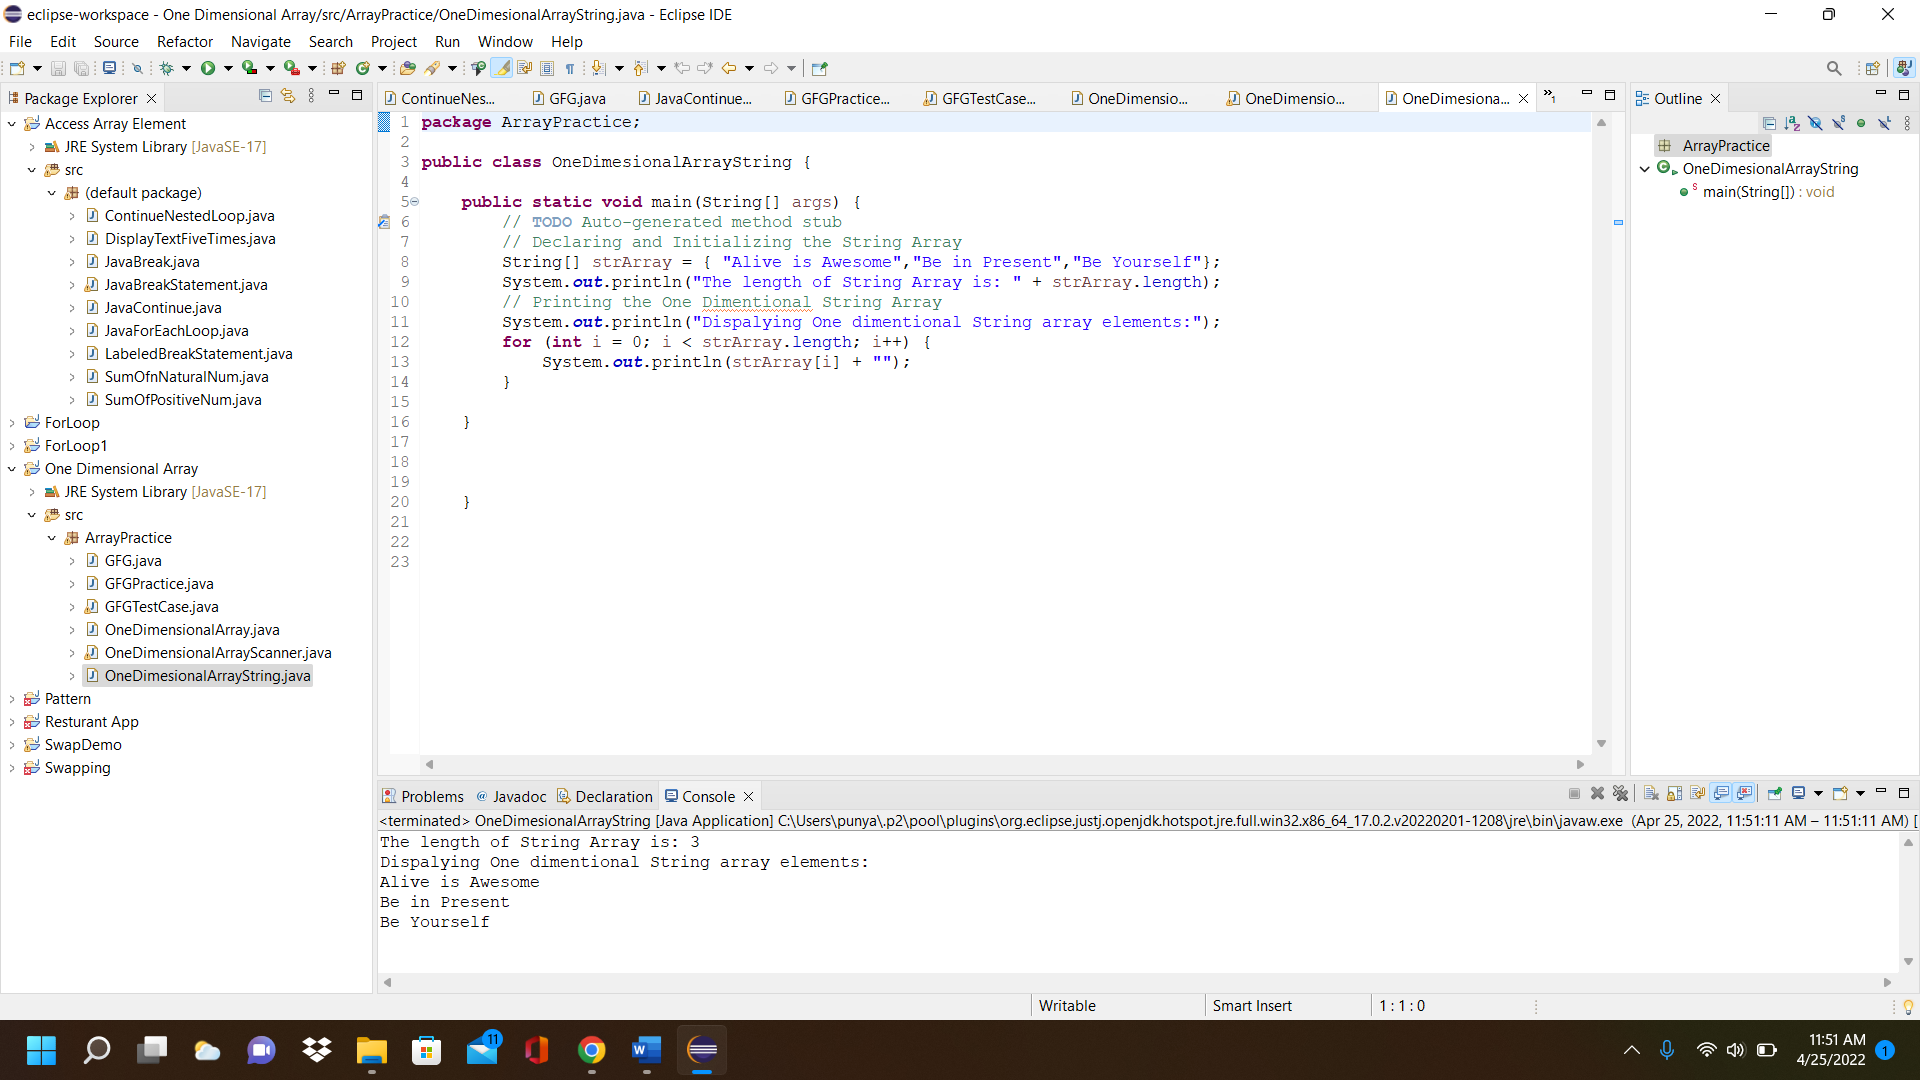 eclipse-workspace - One Dimensional Array/src/ArrayPractice/OneDimesionalArrayString.java - Eclipse IDE
File Edit Source Refactor Navigate Search Project Run Window Help
Package Explorer
Access Array Element
JRE System Library [JavaSE-17]
src
(default package)
ContinueNestedLoop.java
DisplayTextFiveTimes.java
JavaBreak.java
JavaBreakStatement.java
JavaContinue.java
JavaForEachLoop.java
LabeledBreakStatement.java
SumOfnNaturalNum.java
SumOfPositiveNum.java
ForLoop
ForLoop1
One Dimensional Array
JRE System Library [JavaSE-17]
src
ArrayPractice
GFG.java
GFGPractice.java
GFGTestCase.java
OneDimensionalArray.java
OneDimensionalArrayScanner.java
OneDimesionalArrayString.java
Pattern
Resturant App
SwapDemo
Swapping
ContinueNes... GFG.java JavaContinue... GFGPractice... GFGTestCase... OneDimensio... OneDimensio... OneDimesiona... »1
1 package ArrayPractice;
2
3 public class OneDimesionalArrayString {
4
5 public static void main(String[] args) {
6 // TODO Auto-generated method stub
7 // Declaring and Initializing the String Array
8 String[] strArray = { "Alive is Awesome","Be in Present","Be Yourself"};
9 System.out.println("The length of String Array is: " + strArray.length);
10 // Printing the One Dimentional String Array
11 System.out.println("Dispalying One dimentional String array elements:");
12 for (int i = 0; i < strArray.length; i++) {
13 System.out.println(strArray[i] + "");
14 }
15
16 }
17
18
19
20 }
21
22
23
Outline
ArrayPractice
OneDimesionalArrayString
main(String[]) : void
Problems @ Javadoc Declaration Console
<terminated> OneDimesionalArrayString [Java Application] C:\Users\punya\.p2\pool\plugins\org.eclipse.justj.openjdk.hotspot.jre.full.win32.x86_64_17.0.2.v20220201-1208\jre\bin\javaw.exe (Apr 25, 2022, 11:51:11 AM – 11:51:11 AM) [
The length of String Array is: 3
Dispalying One dimentional String array elements:
Alive is Awesome
Be in Present
Be Yourself
Writable Smart Insert 1 : 1 : 0
11
11:51 AM
4/25/2022
1